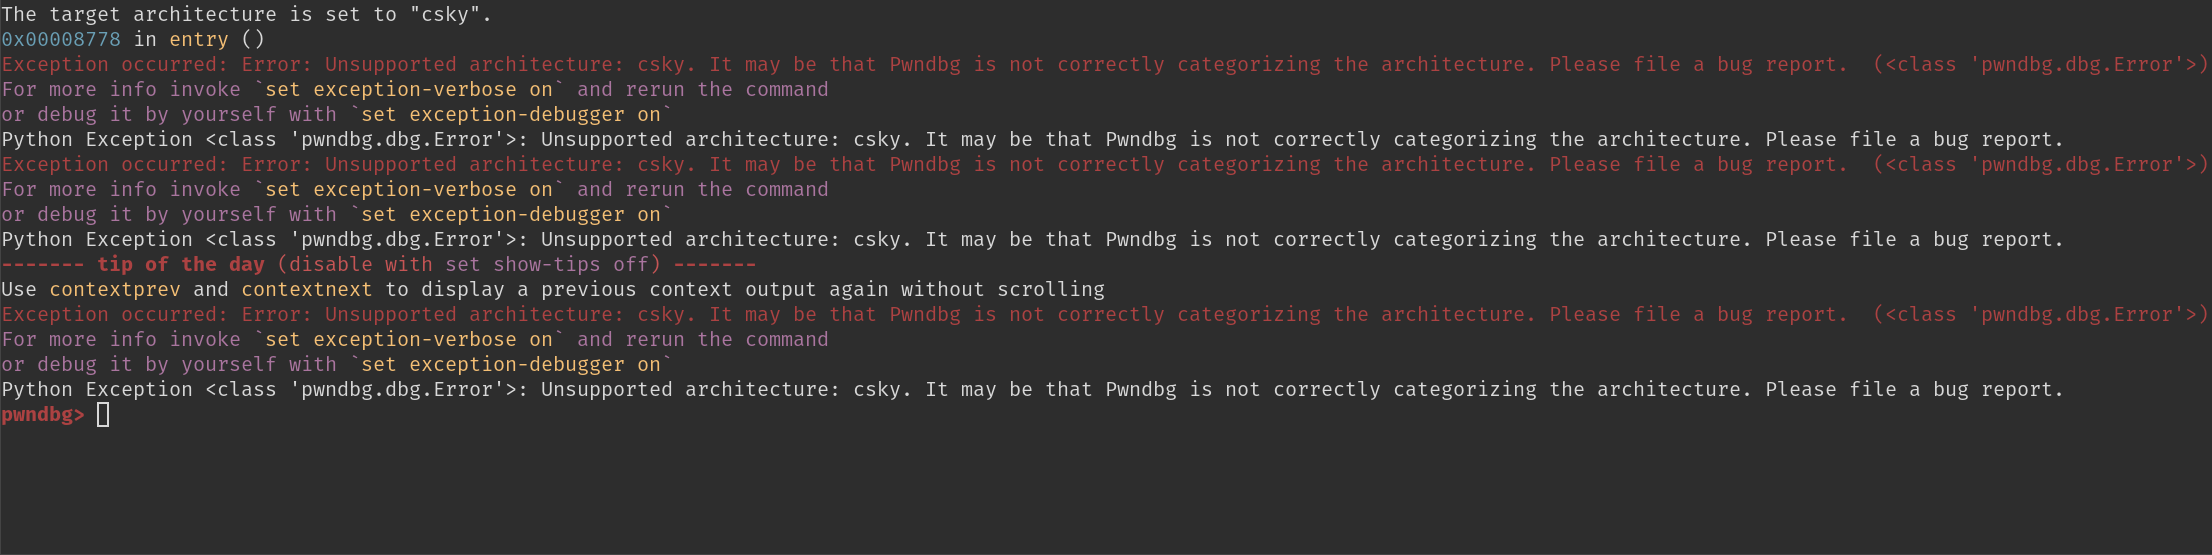 The target architecture is set to "csky".
0x00008778 in entry ()
Exception occurred: Error: Unsupported architecture: csky. It may be that Pwndbg is not correctly categorizing the architecture. Please file a bug report.  (<class 'pwndbg.dbg.Error'>)
For more info invoke `set exception-verbose on` and rerun the command
or debug it by yourself with `set exception-debugger on`
Python Exception <class 'pwndbg.dbg.Error'>: Unsupported architecture: csky. It may be that Pwndbg is not correctly categorizing the architecture. Please file a bug report.
Exception occurred: Error: Unsupported architecture: csky. It may be that Pwndbg is not correctly categorizing the architecture. Please file a bug report.  (<class 'pwndbg.dbg.Error'>)
For more info invoke `set exception-verbose on` and rerun the command
or debug it by yourself with `set exception-debugger on`
Python Exception <class 'pwndbg.dbg.Error'>: Unsupported architecture: csky. It may be that Pwndbg is not correctly categorizing the architecture. Please file a bug report.
------- tip of the day (disable with set show-tips off) -------
Use contextprev and contextnext to display a previous context output again without scrolling
Exception occurred: Error: Unsupported architecture: csky. It may be that Pwndbg is not correctly categorizing the architecture. Please file a bug report.  (<class 'pwndbg.dbg.Error'>)
For more info invoke `set exception-verbose on` and rerun the command
or debug it by yourself with `set exception-debugger on`
Python Exception <class 'pwndbg.dbg.Error'>: Unsupported architecture: csky. It may be that Pwndbg is not correctly categorizing the architecture. Please file a bug report.
pwndbg>